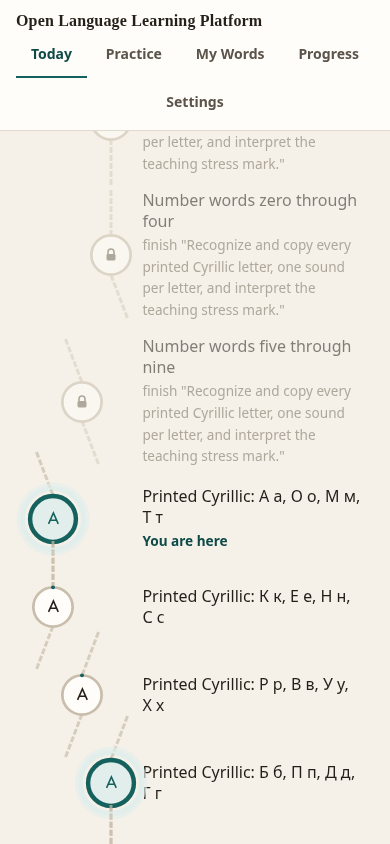 Open Language Learning Platform
Today
Practice
My Words
Progress
Settings
per letter, and interpret the
teaching stress mark."
Number words zero through
four
finish "Recognize and copy every
printed Cyrillic letter, one sound
per letter, and interpret the
teaching stress mark."
Number words five through
nine
finish "Recognize and copy every
printed Cyrillic letter, one sound
per letter, and interpret the
teaching stress mark."
A
Printed Cyrillic: А а, О о, М м,
Т т
You are here
A
Printed Cyrillic: К к, Е е, Н н,
С с
A
Printed Cyrillic: Р р, В в, У у,
Х х
A
Printed Cyrillic: Б б, П п, Д д,
Г г